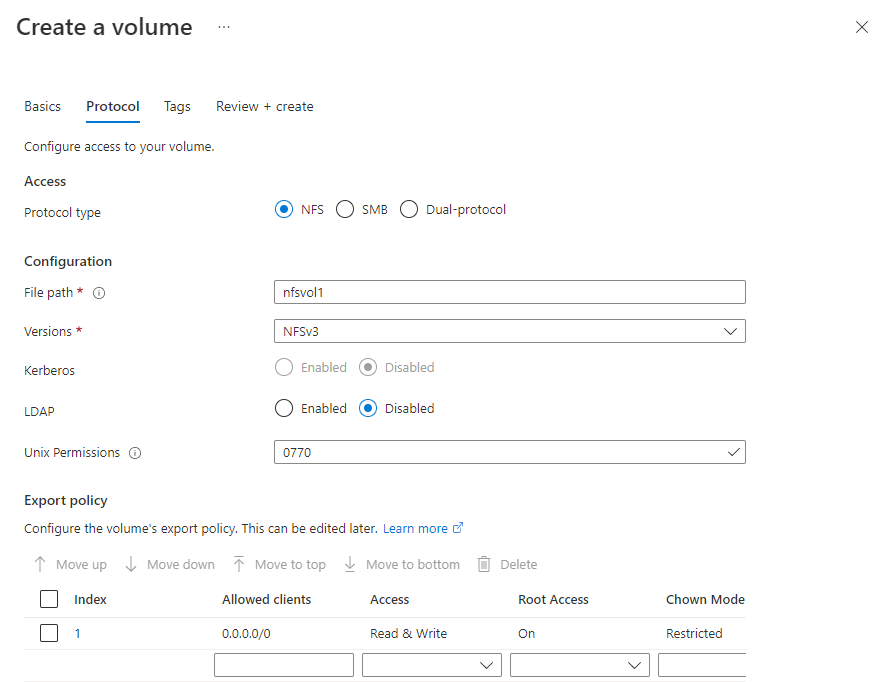 Create a volume ...
Basics Protocol Tags Review + create
Configure access to your volume.
Access
Protocol type NFS SMB Dual-protocol
Configuration
File path * nfsvol1
Versions * NFSv3
Kerberos Enabled Disabled
LDAP Enabled Disabled
Unix Permissions 0770
Export policy
Configure the volume's export policy. This can be edited later. Learn more
Move up Move down Move to top Move to bottom Delete
Index Allowed clients Access Root Access Chown Mode
1 0.0.0.0/0 Read & Write On Restricted